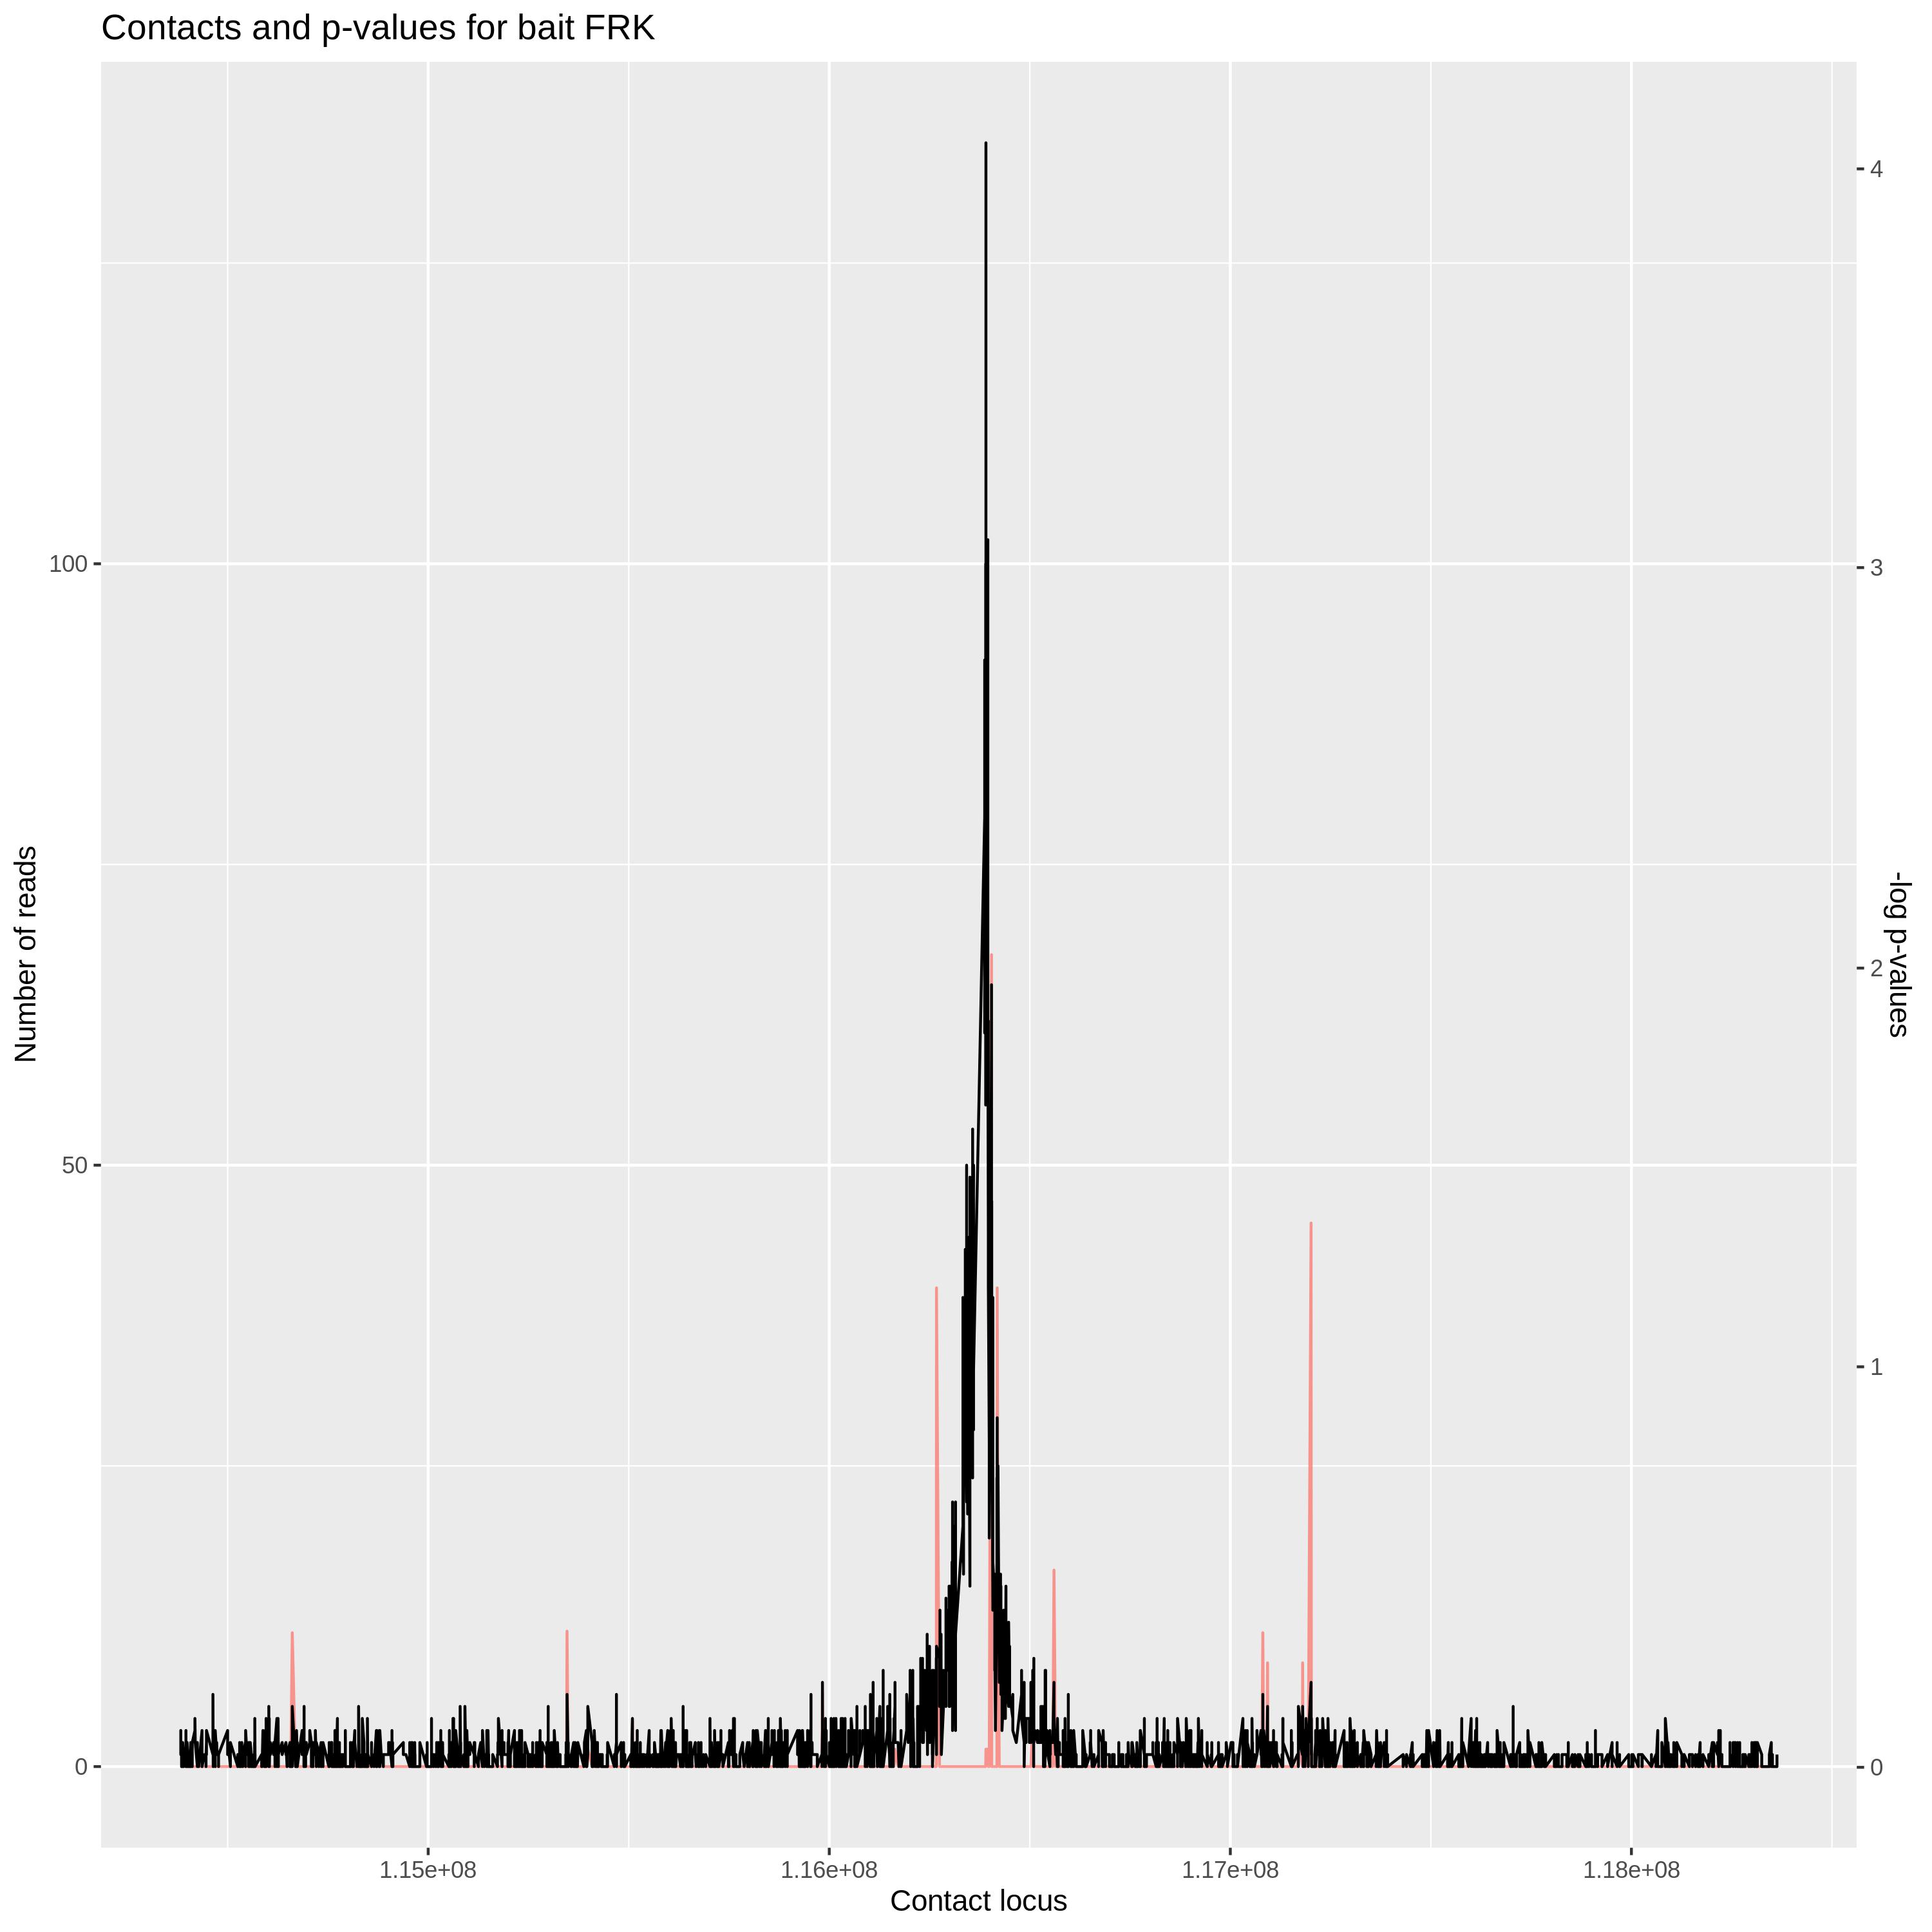 Contacts and p-values for bait FRK
Number of reads
100
50
0
4
3
2
1
0
-log p-values
1.15e+08
1.16e+08
1.17e+08
1.18e+08
Contact locus